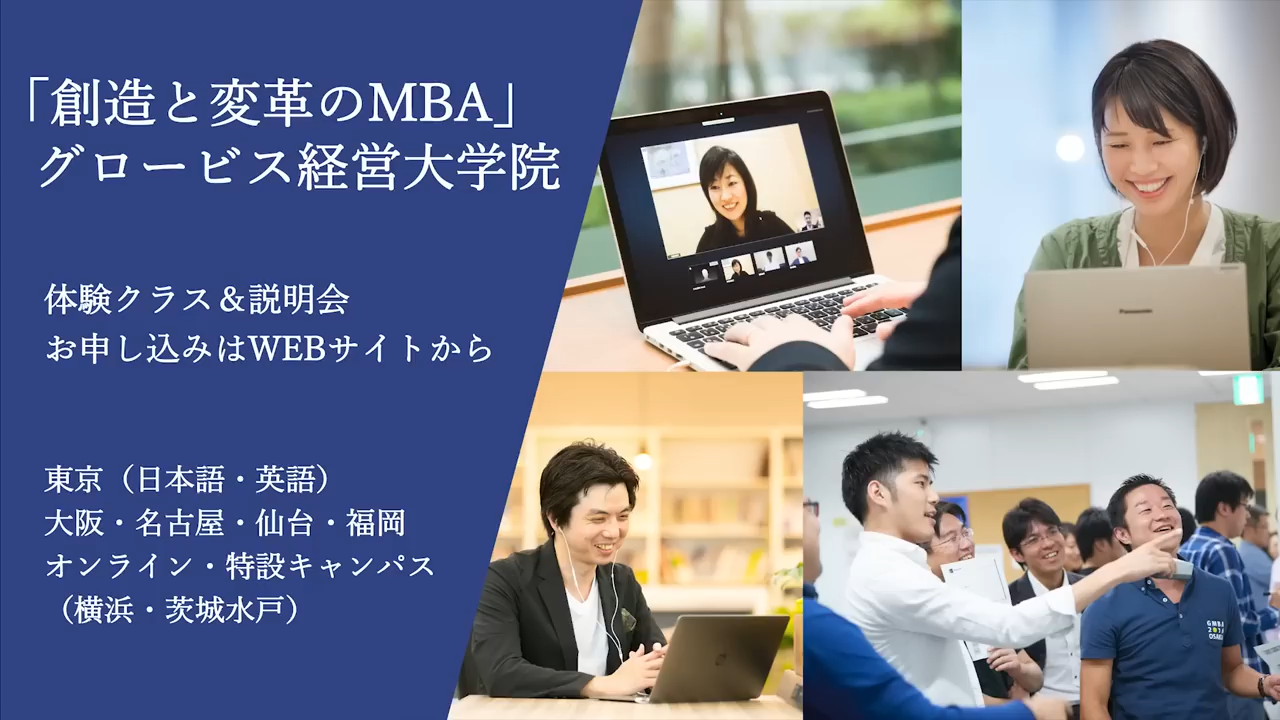 「創造と変革のMBA」
グロービス経営大学院
体験クラス＆説明会
お申し込みはWEBサイトから
東京（日本語・英語）
大阪・名古屋・仙台・福岡
オンライン・特設キャンパス
（横浜・茨城水戸）
Panasonic